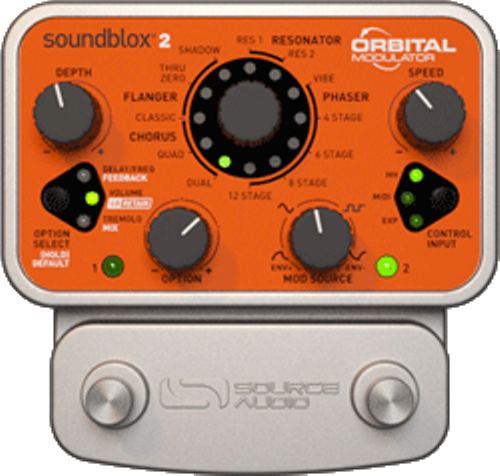 soundblox® 2
ORBITAL
MODULATOR
DEPTH
SPEED
RES 1
RESONATOR
RES 2
SHADOW
THRU
ZERO
VIBE
FLANGER
PHASER
CLASSIC
4 STAGE
CHORUS
QUAD
6 STAGE
DUAL
8 STAGE
12 STAGE
DELAY/FREQ
FEEDBACK
VOLUME
TREMOLO
MIX
OPTION
SELECT
(HOLD)
DEFAULT
HH
MIDI
EXP
CONTROL
INPUT
- +
- +
- +
1
OPTION
ENV+
ENV-
MOD SOURCE
2
SOURCE
AUDIO